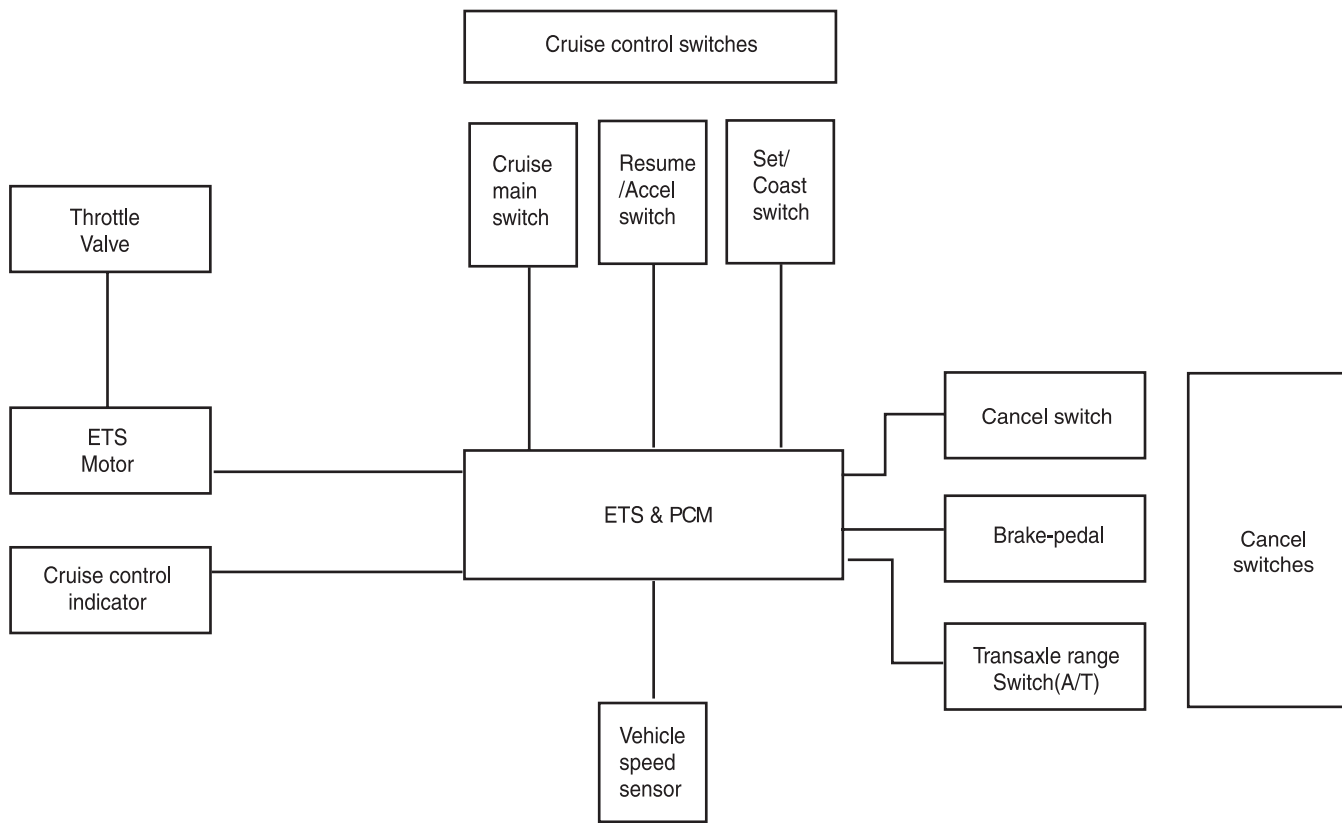 Cruise control switches
Cruise
main
switch
Resume
/Accel
switch
Set/
Coast
switch
Throttle
Valve
ETS
Motor
Cruise control
indicator
ETS & PCM
Vehicle
speed
sensor
Cancel switch
Brake-pedal
Transaxle range
Switch(A/T)
Cancel
switches